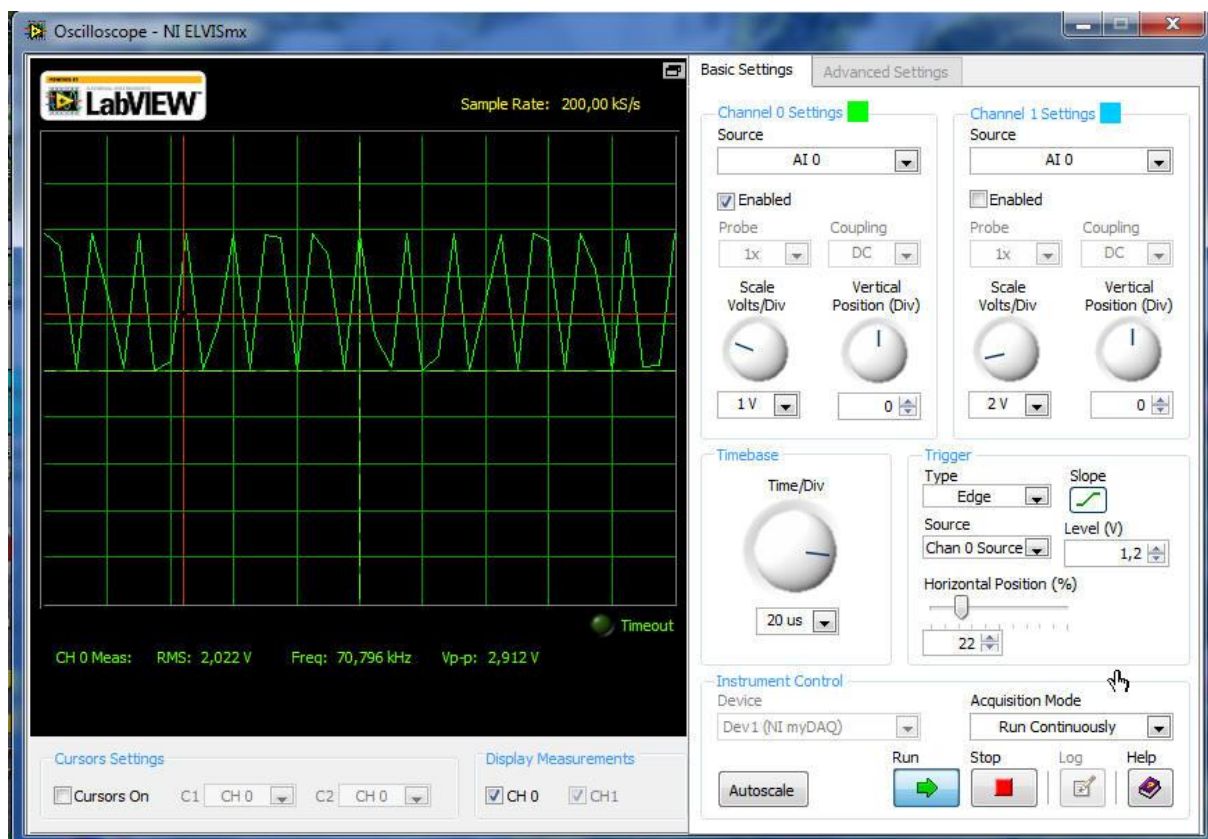 Oscilloscope - NI ELVISmx
LabVIEW
Sample Rate: 200,00 kS/s
Timeout
CH 0 Meas: RMS: 2,022 V Freq: 70,796 kHz Vp-p: 2,912 V
Cursors Settings
Cursors On C1 CH 0 C2 CH 0
Display Measurements
CH 0 CH1
Basic Settings Advanced Settings
Channel 0 Settings
Source
AI 0
Enabled
Probe Coupling
1x DC
Scale Vertical
Volts/Div Position (Div)
1 V 0
Channel 1 Settings
Source
AI 0
Enabled
Probe Coupling
1x DC
Scale Vertical
Volts/Div Position (Div)
2 V 0
Timebase
Time/Div
20 us
Trigger
Type Slope
Edge
Source Level (V)
Chan 0 Source 1,2
Horizontal Position (%)
22
Instrument Control
Device Acquisition Mode
Dev1 (NI myDAQ) Run Continuously
Run Stop Log Help
Autoscale